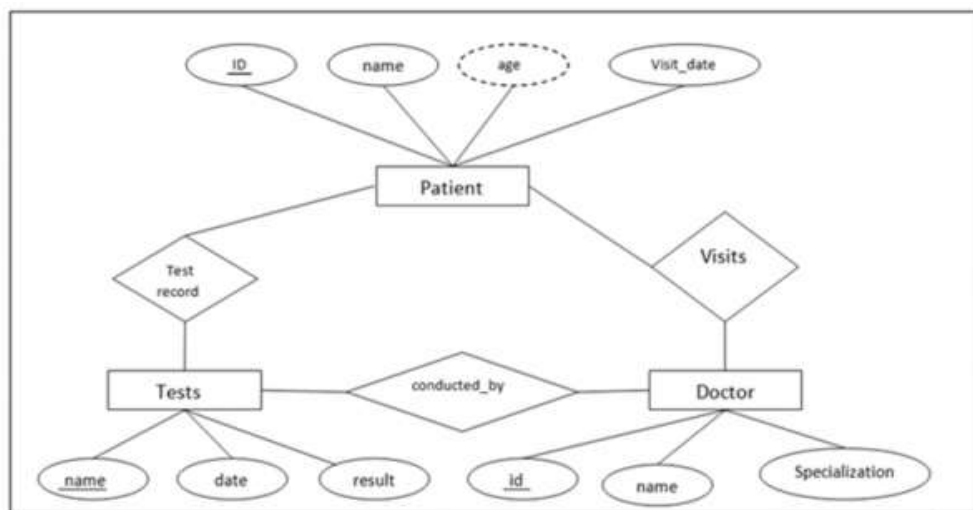 ID
name
age
Visit_date
Patient
Test
record
Visits
Tests
conducted_by
Doctor
name
date
result
id
name
Specialization